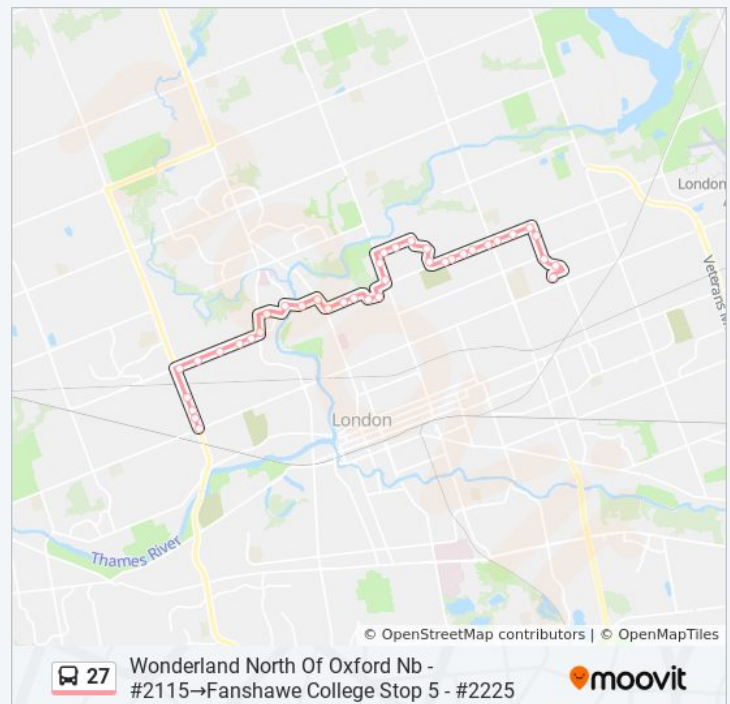 London
Veterans M
London
Thames River
© OpenStreetMap contributors | © OpenMapTiles
27
Wonderland North Of Oxford Nb -
#2115→Fanshawe College Stop 5 - #2225
moovit